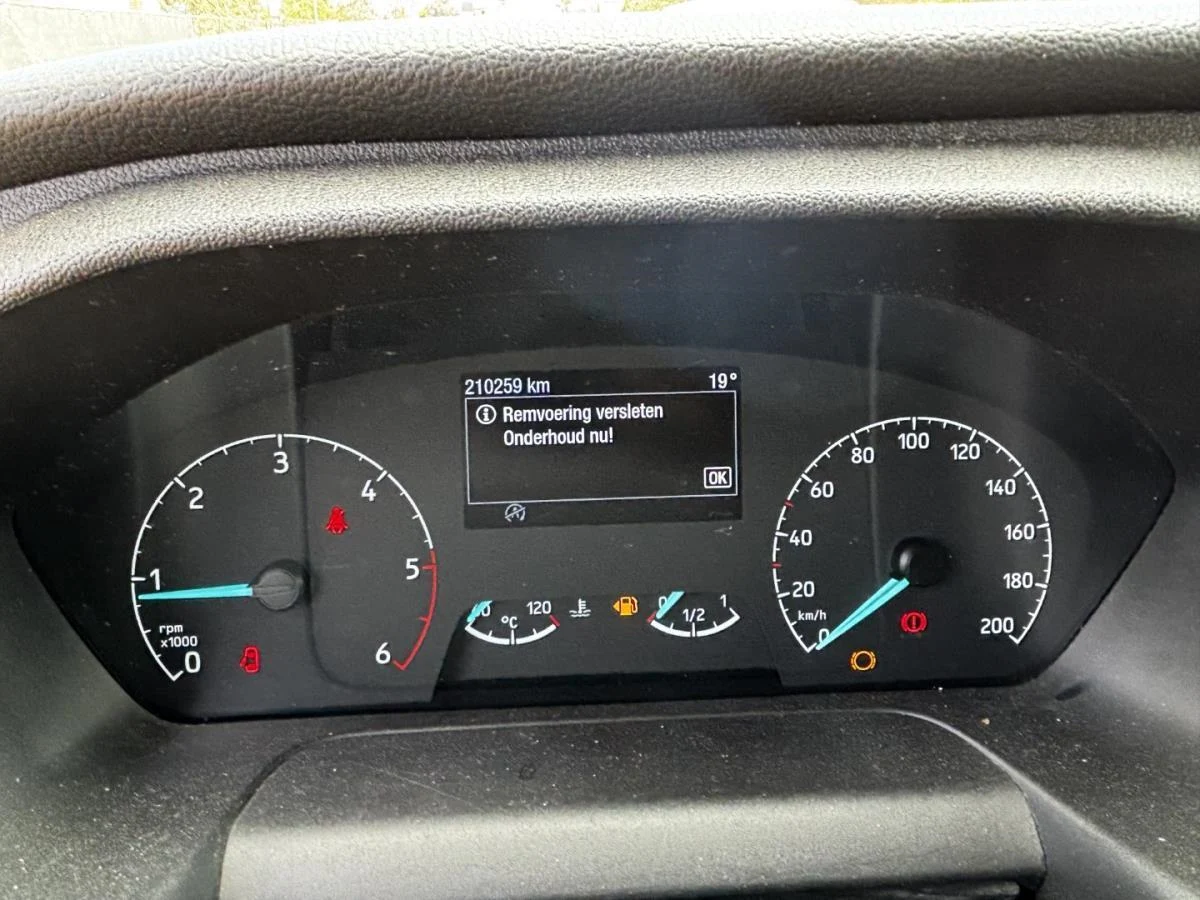 210259 km 19°
Remvoering versleten
Onderhoud nu!
OK
0 1 2 3 4 5 6
rpm
x1000
120
°C
0 1/2 1
0 20 40 60 80 100 120 140 160 180 200
km/h